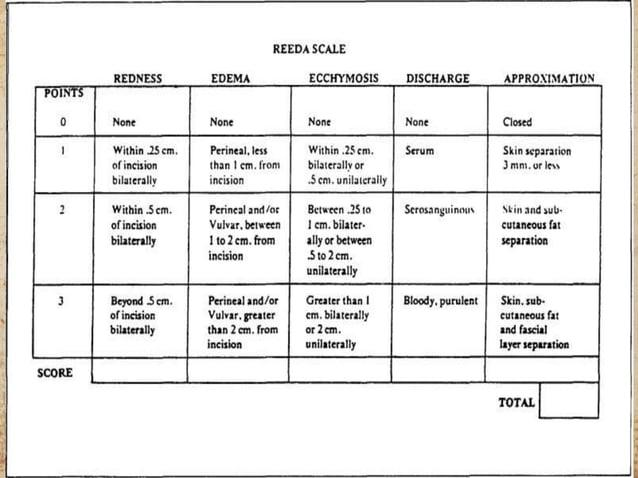 REEDA SCALE
REDNESS EDEMA ECCHYMOSIS DISCHARGE APPROXIMATION
POINTS
0 None None None None Closed
1 Within .25 cm. Perineal, less Within .25 cm. Serum Skin separation
of incision than 1 cm. from bilaterally or 3 mm. or less
bilaterally incision .5 cm. unilaterally
2 Within .5 cm. Perineal and/or Between .25 to Serosanguinous Skin and sub-
of incision Vulvar, between 1 cm. bilater- cutaneous fat
bilaterally 1 to 2 cm. from ally or between separation
incision .5 to 2 cm.
unilaterally
3 Beyond .5 cm. Perineal and/or Greater than 1 Bloody, purulent Skin, sub-
of incision Vulvar, greater cm. bilaterally cutaneous fat
bilaterally than 2 cm. from or 2 cm. and fascial
incision unilaterally layer separation
SCORE
TOTAL